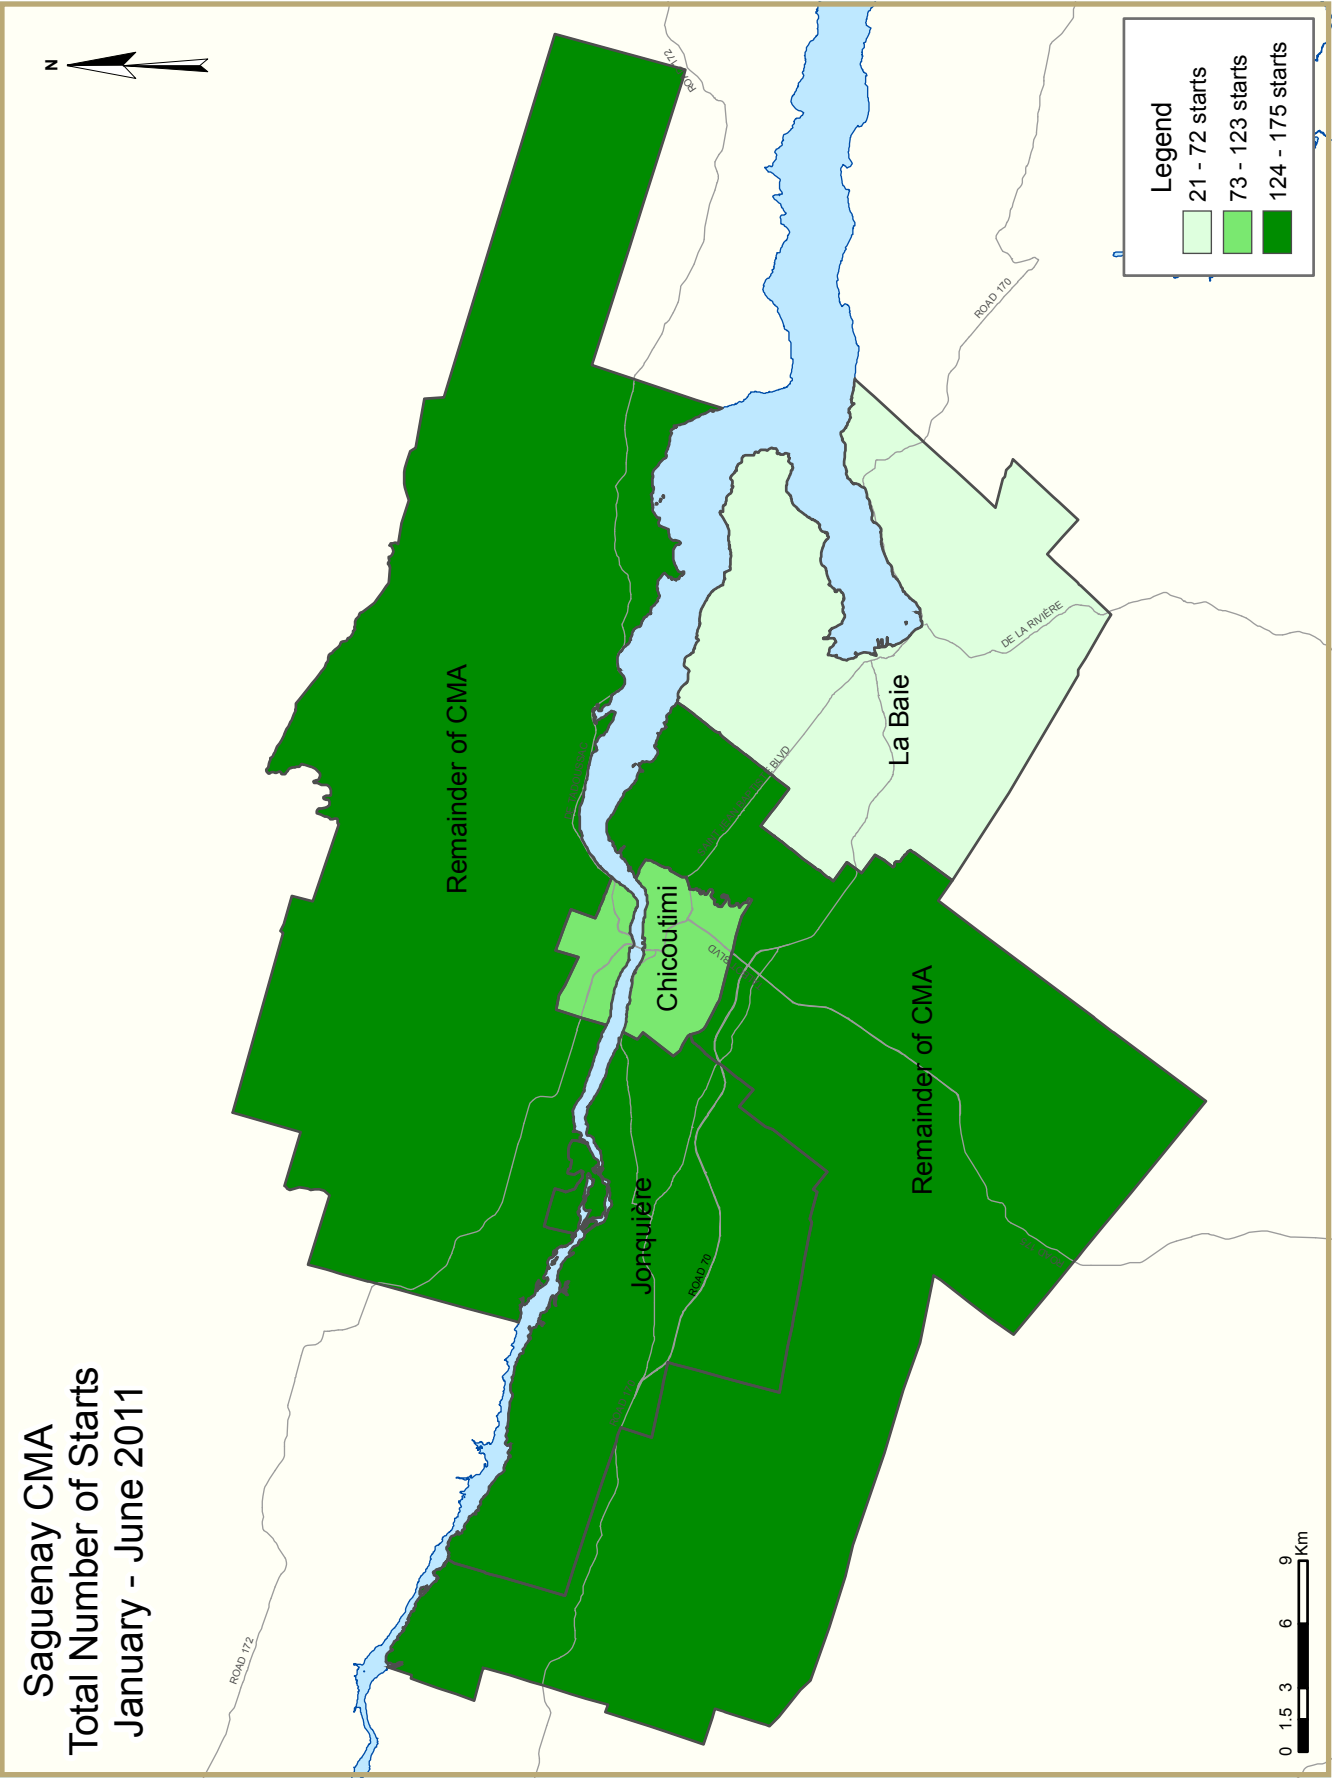 Saguenay CMA
Total Number of Starts
January - June 2011
N
ROAD 172
Remainder of CMA
BLVD
Chicoutimi
BLVD
La Baie
DE LA RIVIÈRE
ROAD 170
Jonquière
ROAD 70
Remainder of CMA
Legend
21 - 72 starts
73 - 123 starts
124 - 175 starts
0 1.5 3 6 9
Km